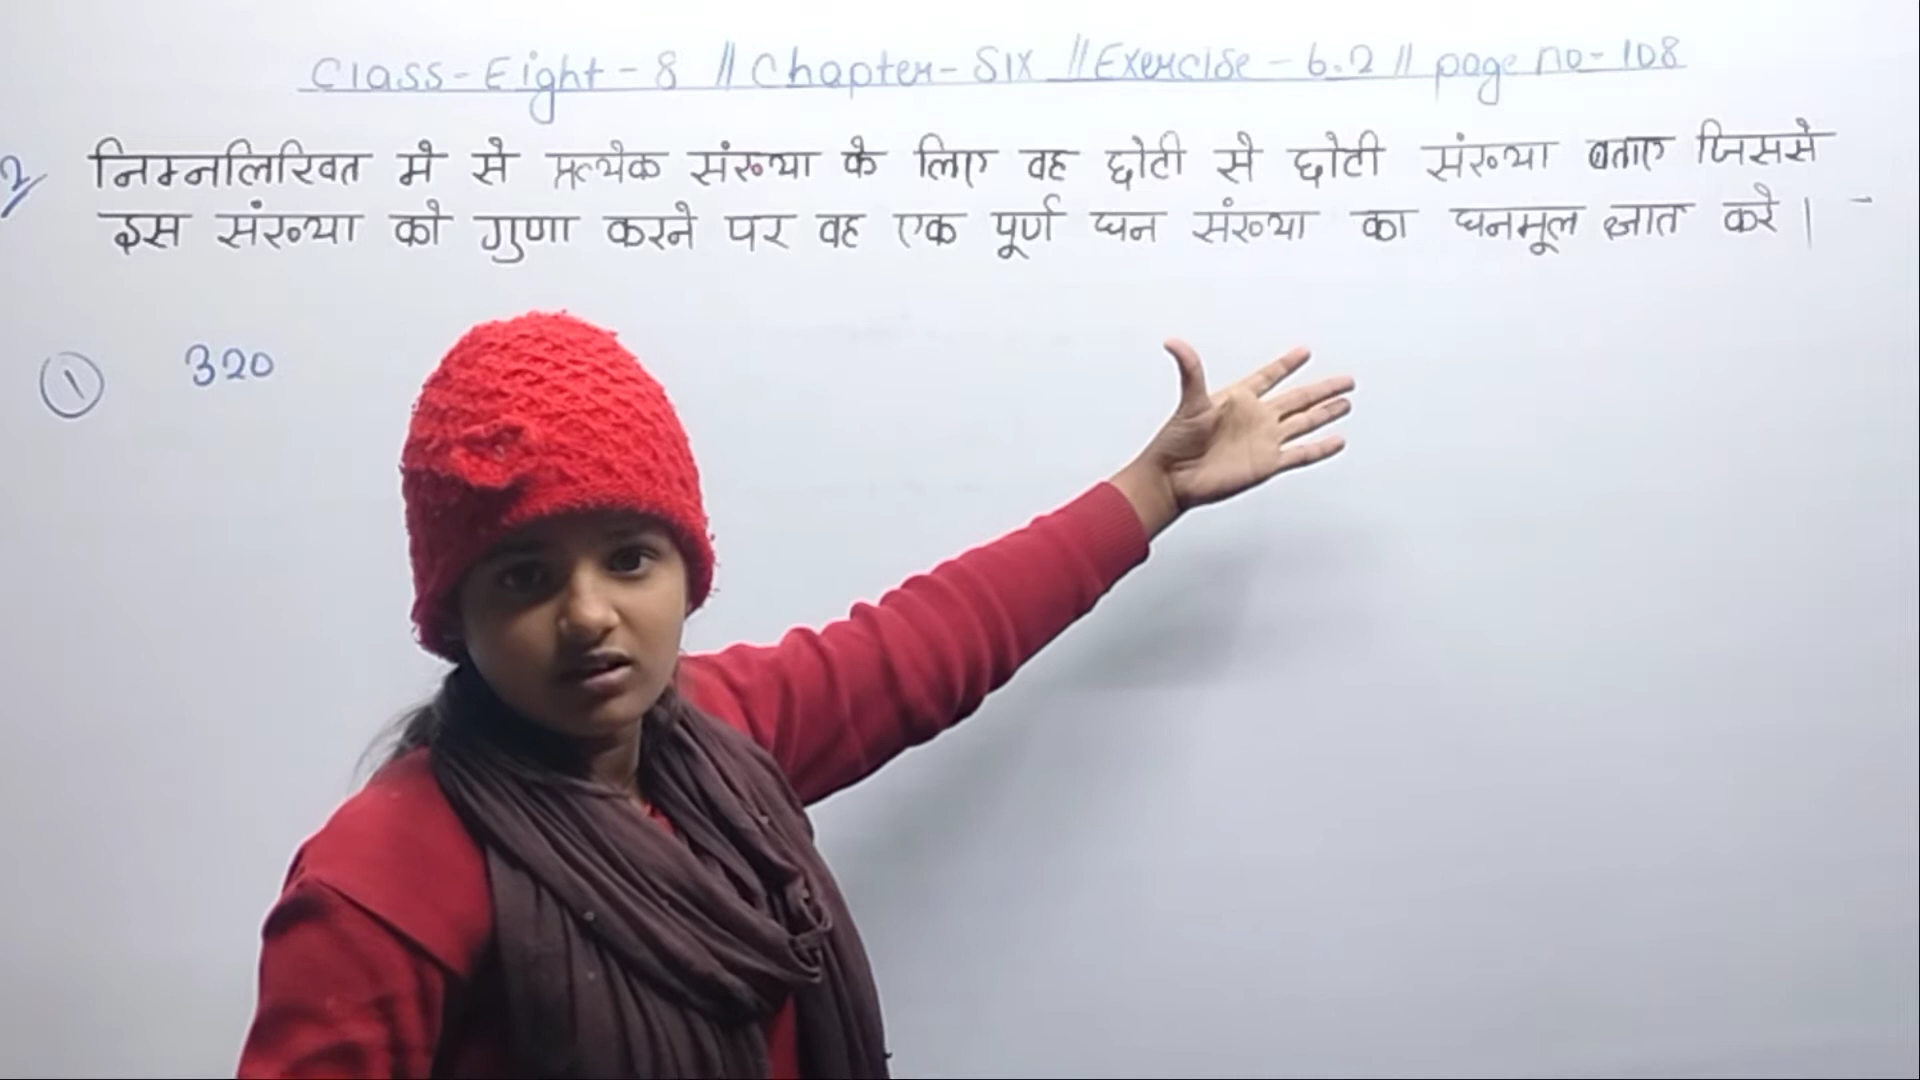 Class-Eight-8 || Chapter-Six || Exercise-6.2 || page no-108
2 निम्नलिखित मे से प्रत्येक संख्या के लिए वह छोटी से छोटी संख्या बताए जिससे
इस संख्या को गुणा करने पर वह एक पूर्ण घन संख्या का घनमूल ज्ञात करे। -
1 320